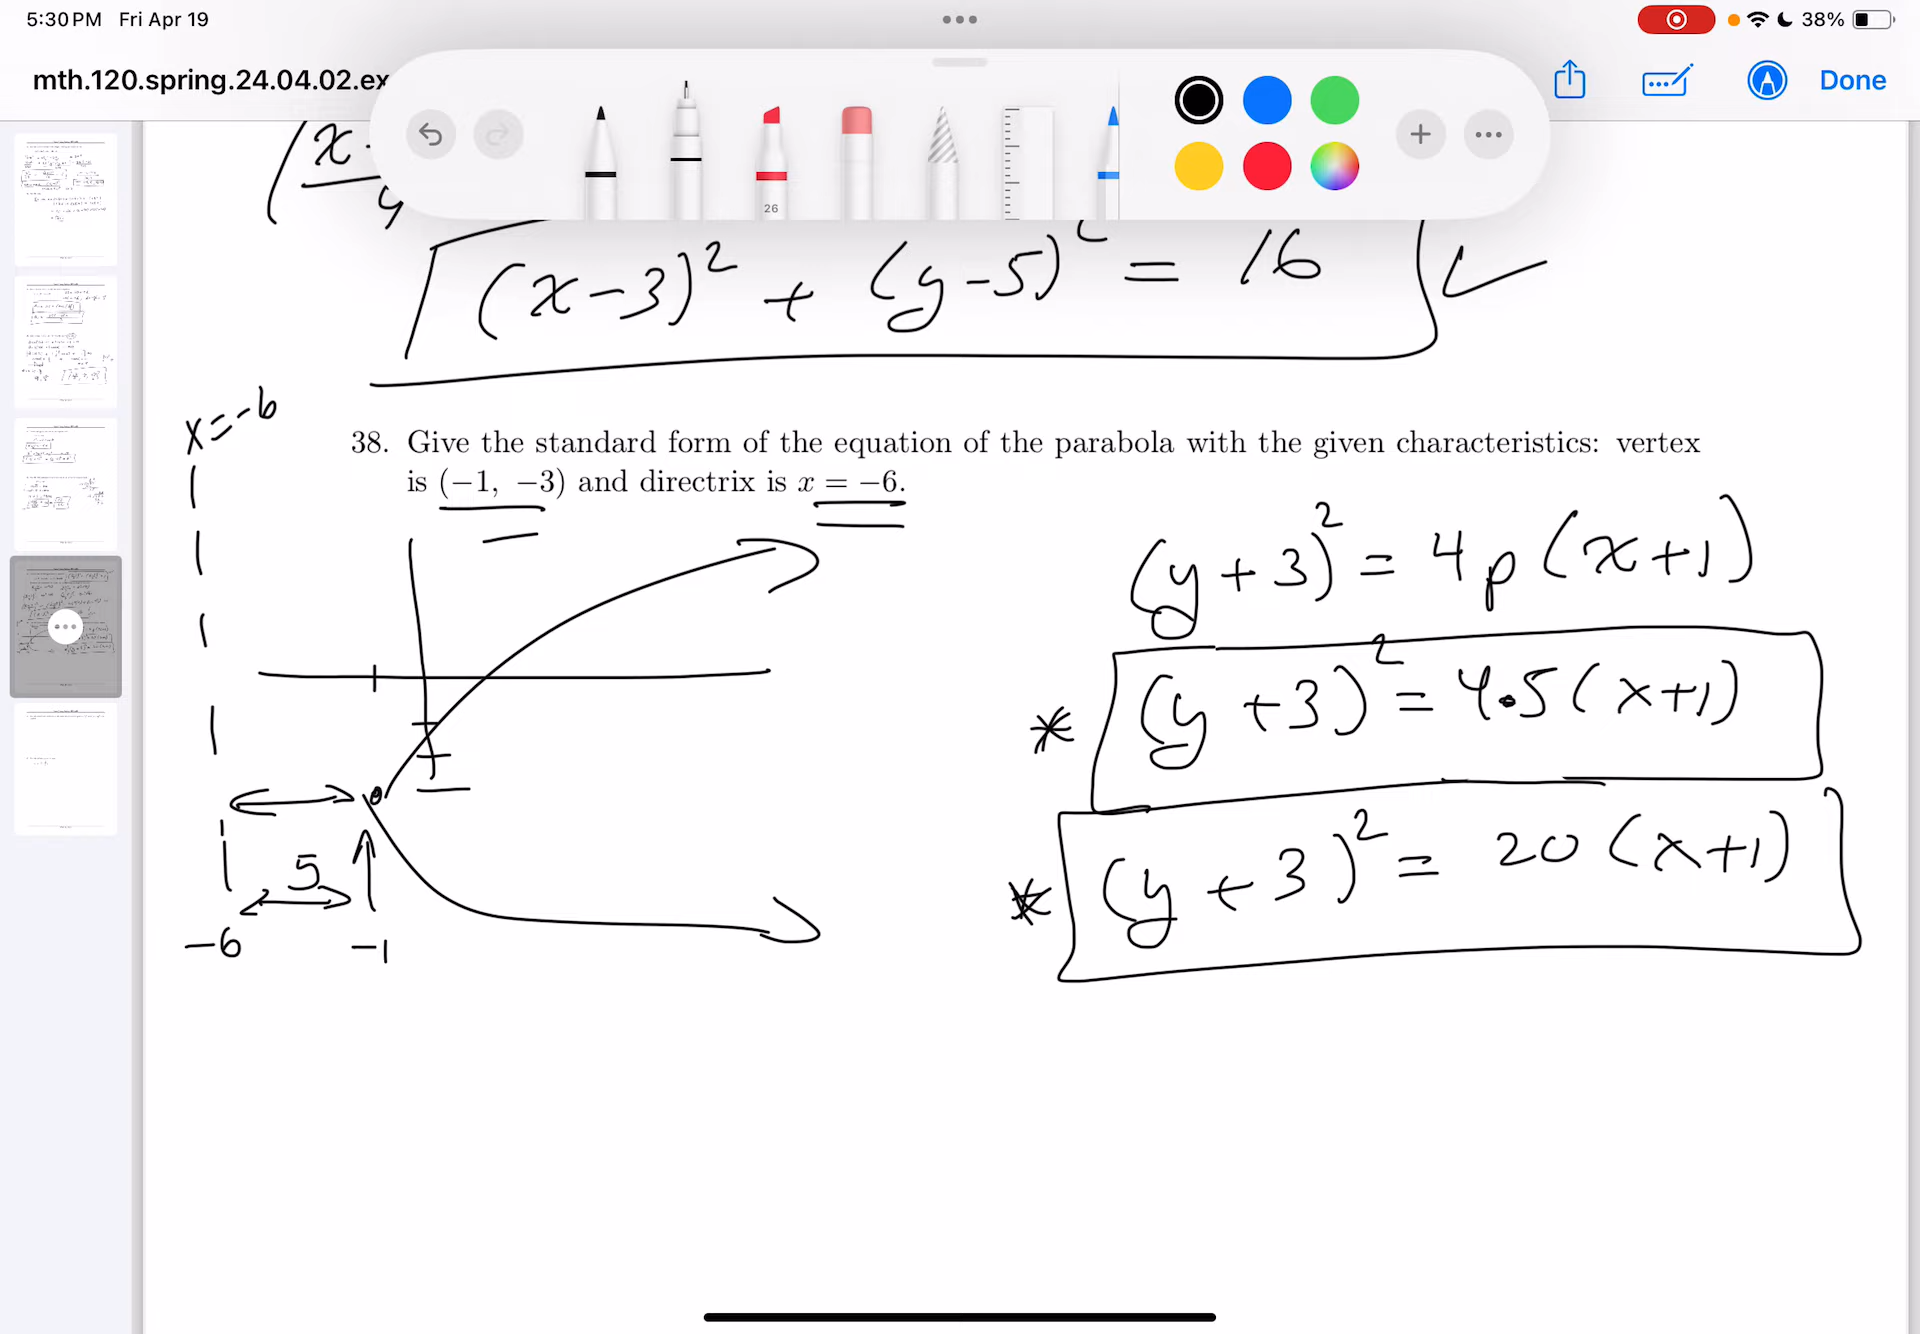 5:30 PM Fri Apr 19
38%
mth.120.spring.24.04.02.ex
Done
26
(x-
4
(x-3)² + (y-5)² = 16
x=-6
38. Give the standard form of the equation of the parabola with the given characteristics: vertex
is (−1, −3) and directrix is x = −6.
(y+3)² = 4p(x+1)
* (y+3)² = 4•5(x+1)
* (y+3)² = 20(x+1)
5
-6 -1